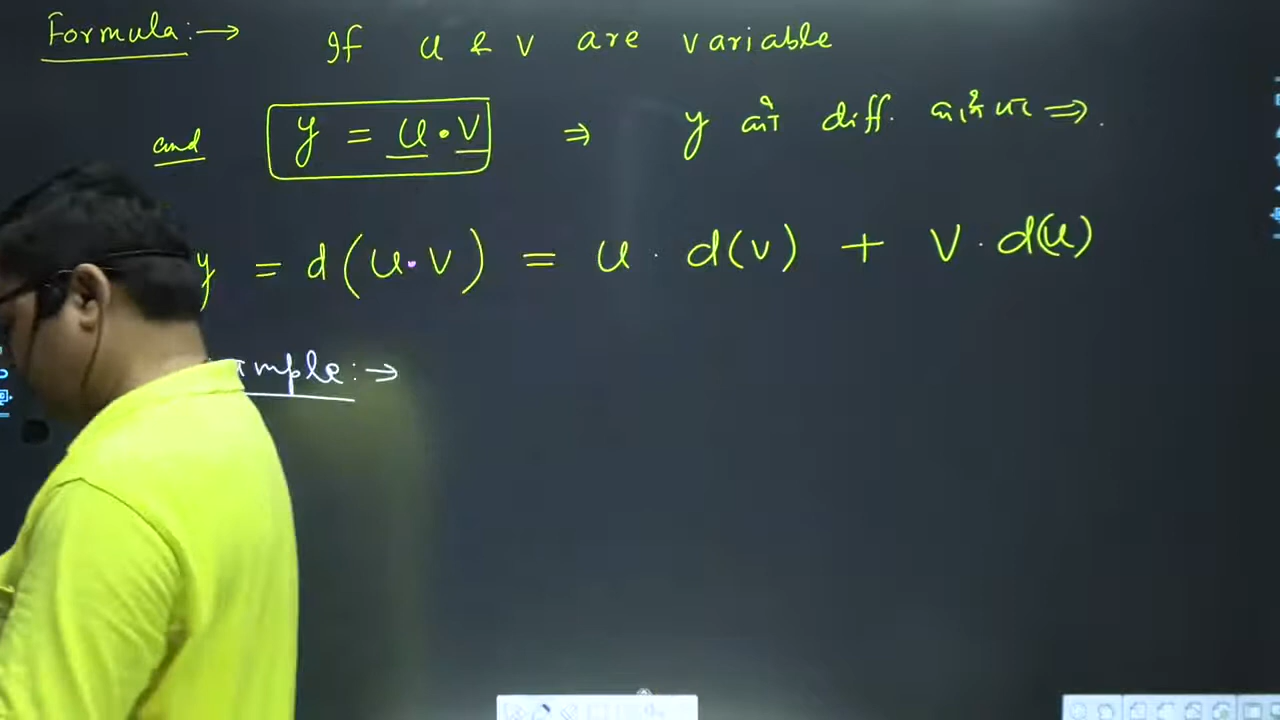 Formula:→ If u & v are variable
and y = u·v ⇒ y को diff. करने पर ⇒
y = d(u·v) = u · d(v) + v · d(u)
mple:→